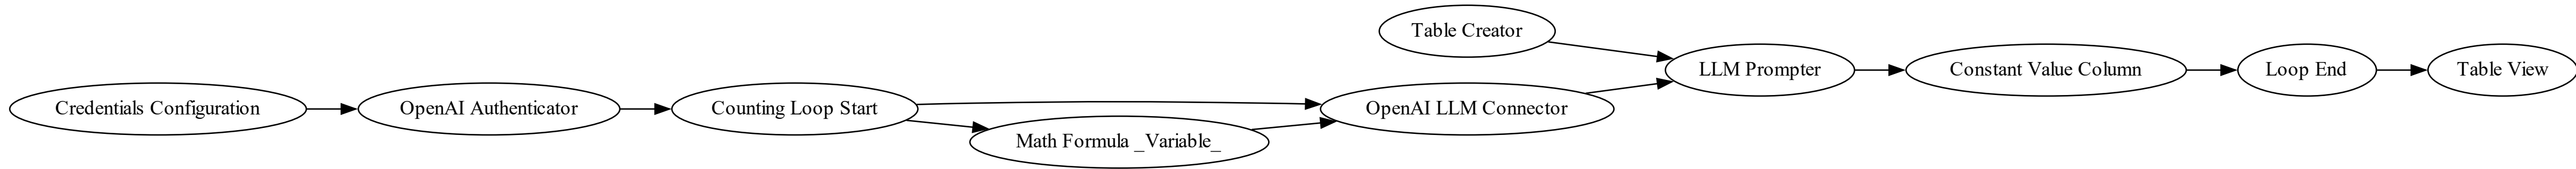 Credentials Configuration
OpenAI Authenticator
Counting Loop Start
Math Formula _Variable_
Table Creator
OpenAI LLM Connector
LLM Prompter
Constant Value Column
Loop End
Table View